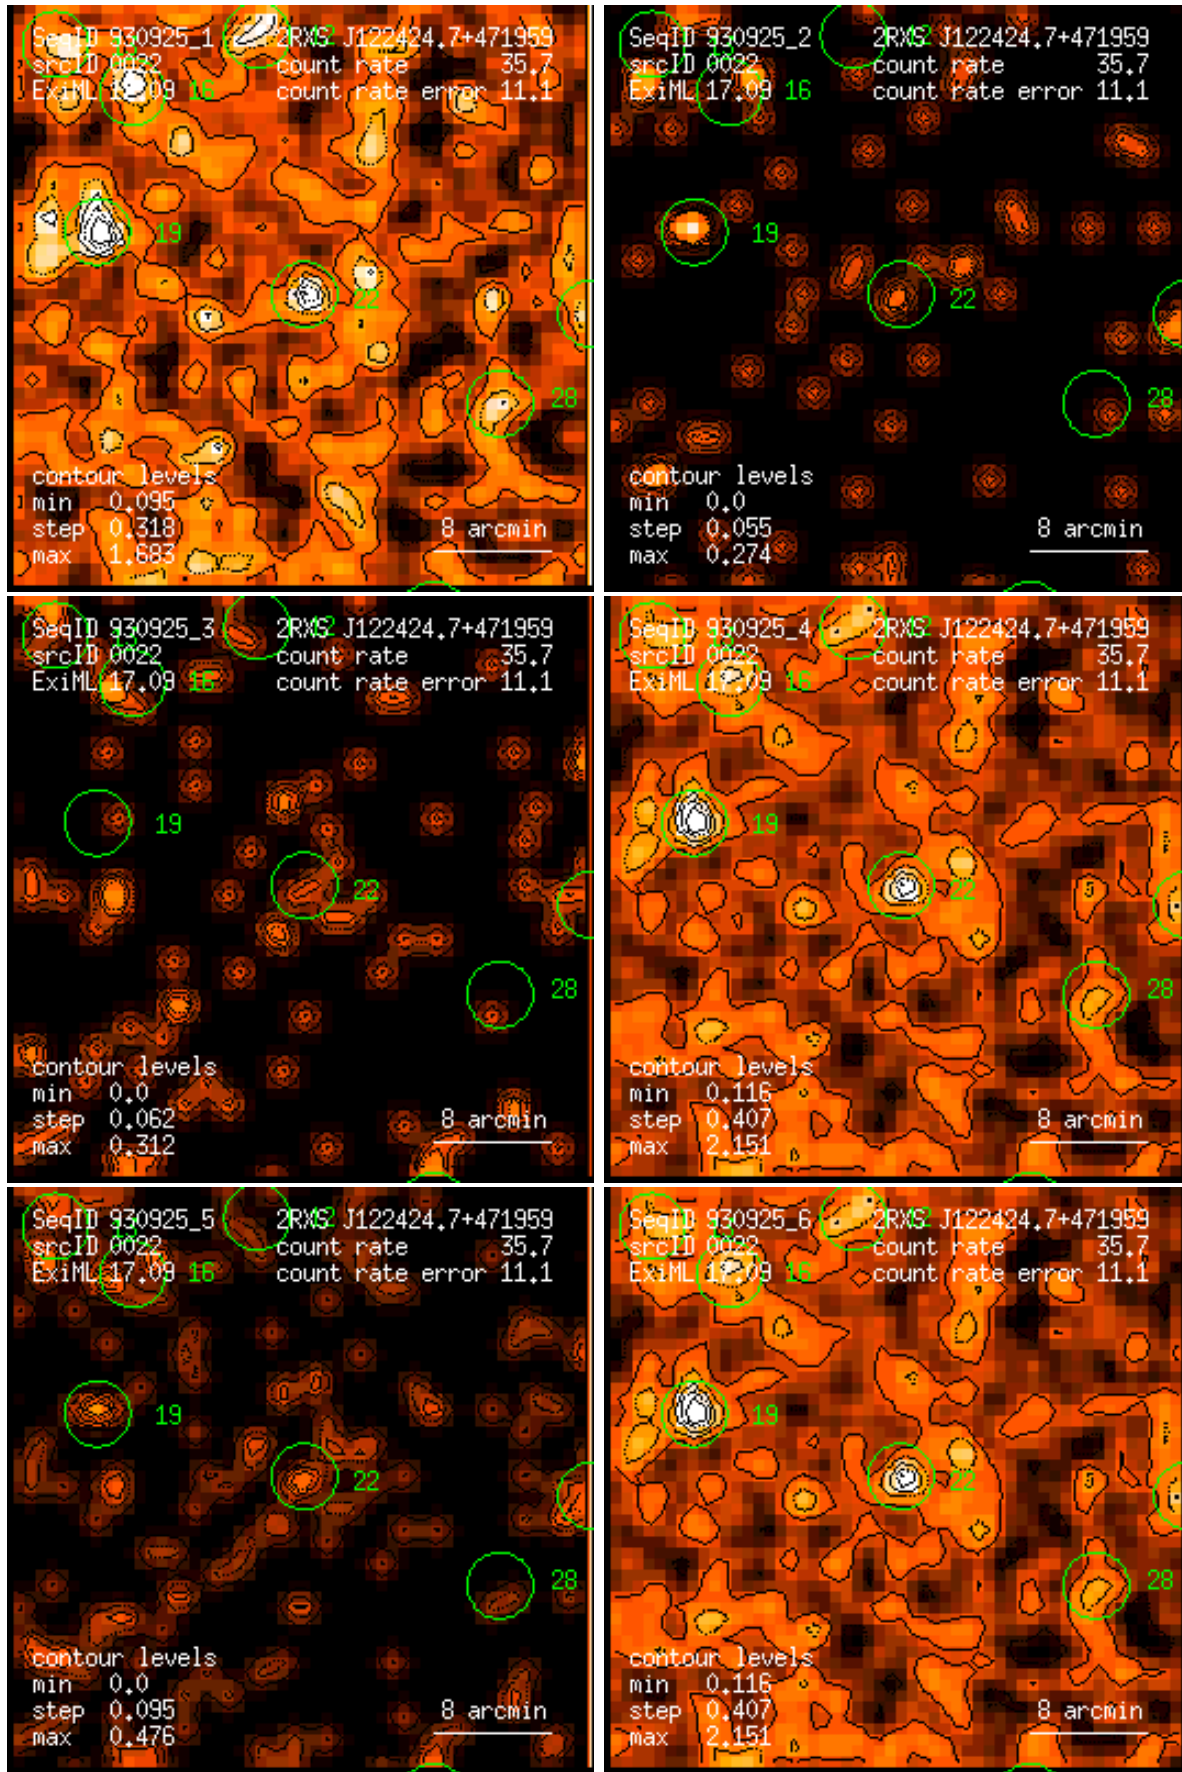 SeqID 930925_1 2RXS J122424.7+471959
srcID 0022 count rate 35.7
ExiML 17.09 16 count rate error 11.1
19
22
28
contour levels
min 0.095
step 0.318 8 arcmin
max 1.683
SeqID 930925_2 2RXS J122424.7+471959
srcID 0022 count rate 35.7
ExiML 17.09 16 count rate error 11.1
19
22
28
contour levels
min 0.0
step 0.055 8 arcmin
max 0.274
SeqID 930925_3 2RXS J122424.7+471959
srcID 0022 count rate 35.7
ExiML 17.09 16 count rate error 11.1
19
22
28
contour levels
min 0.0
step 0.062 8 arcmin
max 0.312
SeqID 930925_4 2RXS J122424.7+471959
srcID 0022 count rate 35.7
ExiML 17.09 16 count rate error 11.1
19
22
28
contour levels
min 0.116
step 0.407 8 arcmin
max 2.151
SeqID 930925_5 2RXS J122424.7+471959
srcID 0022 count rate 35.7
ExiML 17.09 16 count rate error 11.1
19
22
28
contour levels
min 0.0
step 0.095 8 arcmin
max 0.476
SeqID 930925_6 2RXS J122424.7+471959
srcID 0022 count rate 35.7
ExiML 17.09 16 count rate error 11.1
19
22
28
contour levels
min 0.116
step 0.407 8 arcmin
max 2.151